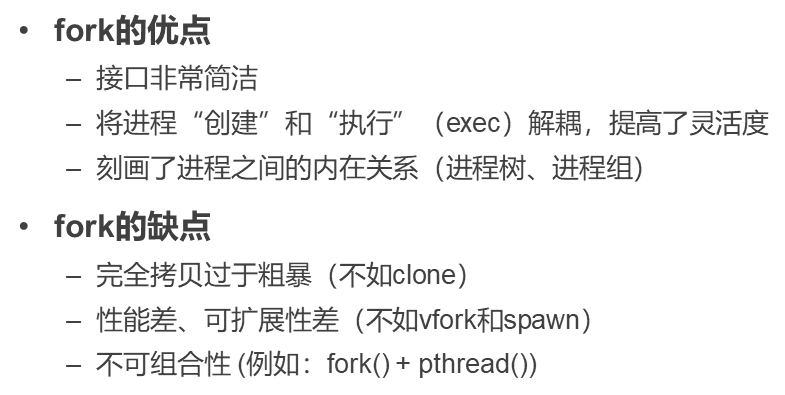 • fork的优点
– 接口非常简洁
– 将进程“创建”和“执行”（exec）解耦，提高了灵活度
– 刻画了进程之间的内在关系（进程树、进程组）
• fork的缺点
– 完全拷贝过于粗暴（不如clone）
– 性能差、可扩展性差（不如vfork和spawn）
– 不可组合性 (例如：fork() + pthread())